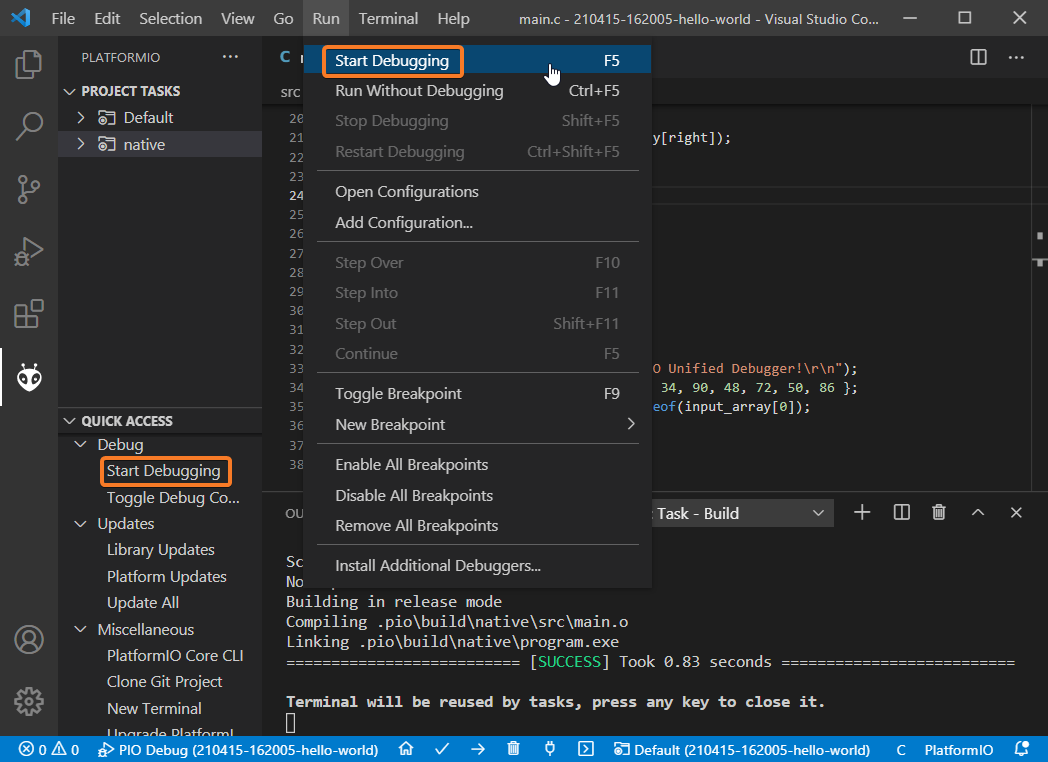 File Edit Selection View Go Run Terminal Help main.c - 210415-162005-hello-world - Visual Studio Co...
PLATFORMIO
PROJECT TASKS
Default
native
QUICK ACCESS
Debug
Start Debugging
Toggle Debug Co...
Updates
Library Updates
Platform Updates
Update All
Miscellaneous
PlatformIO Core CLI
Clone Git Project
New Terminal
Upgrade PlatformI
Start Debugging F5
Run Without Debugging Ctrl+F5
Stop Debugging Shift+F5
Restart Debugging Ctrl+Shift+F5
Open Configurations
Add Configuration...
Step Over F10
Step Into F11
Step Out Shift+F11
Continue F5
Toggle Breakpoint F9
New Breakpoint
Enable All Breakpoints
Disable All Breakpoints
Remove All Breakpoints
Install Additional Debuggers...
C
src
20
21 y[right]);
22
23
24
25
26
27
28
29
30
31
32
33 O Unified Debugger!\r\n");
34 34, 90, 48, 72, 50, 86 };
35 eof(input_array[0]);
36
37
38
OU Task - Build
Sc
No
Building in release mode
Compiling .pio\build\native\src\main.o
Linking .pio\build\native\program.exe
========================== [SUCCESS] Took 0.83 seconds ==========================
Terminal will be reused by tasks, press any key to close it.
0 0 PIO Debug (210415-162005-hello-world) Default (210415-162005-hello-world) C PlatformIO